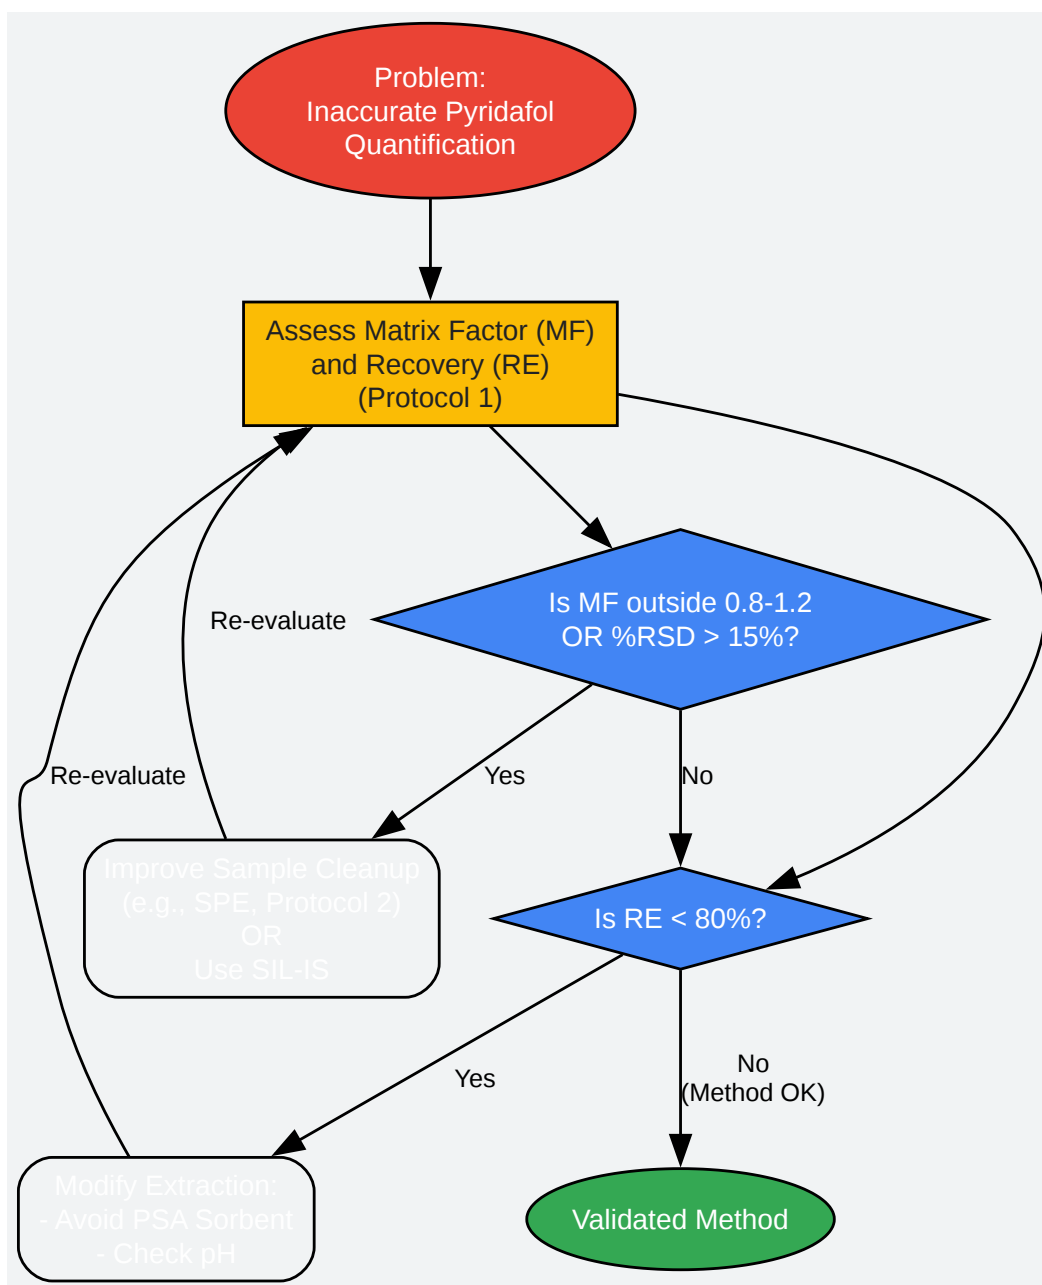 Problem:
Inaccurate Pyridafol
Quantification
Assess Matrix Factor (MF)
and Recovery (RE)
(Protocol 1)
Is MF outside 0.8-1.2
OR %RSD > 15%?
Re-evaluate
Yes
No
Re-evaluate
Improve Sample Cleanup
(e.g., SPE, Protocol 2)
OR
Use SIL-IS
Is RE < 80%?
Yes
No
(Method OK)
Modify Extraction:
- Avoid PSA Sorbent
- Check pH
Validated Method